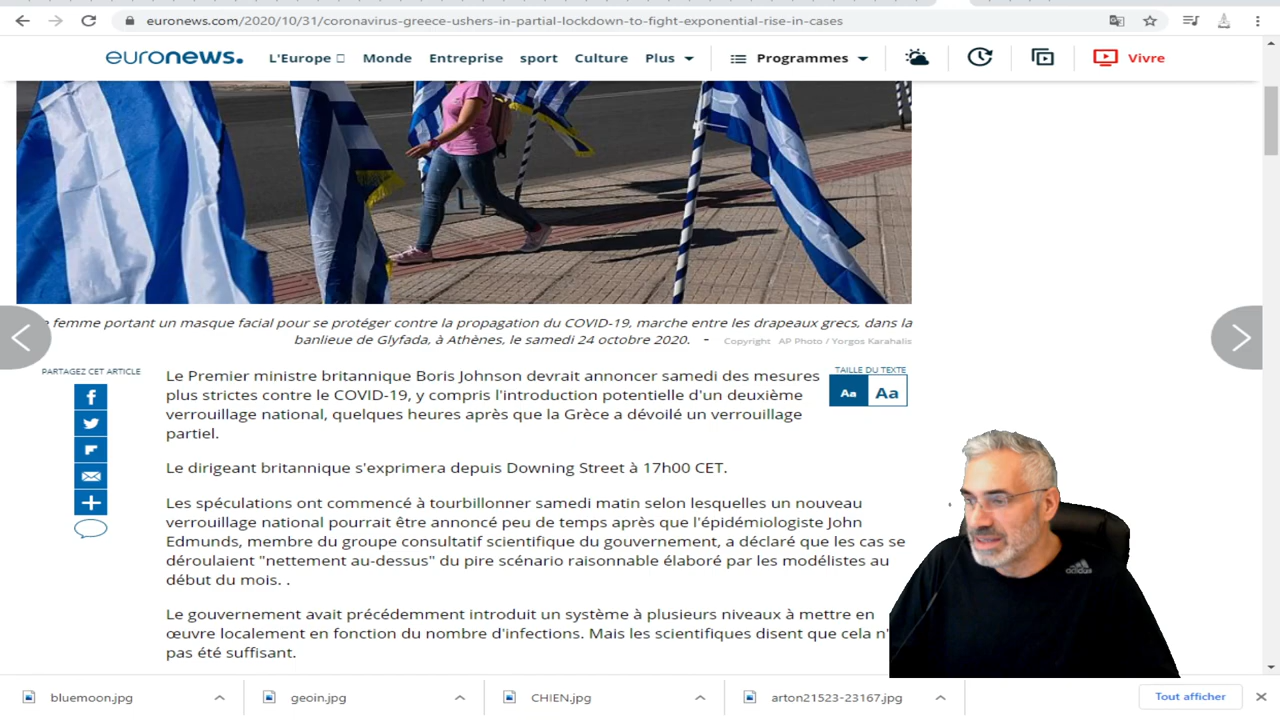 euronews.com/2020/10/31/coronavirus-greece-ushers-in-partial-lockdown-to-fight-exponential-rise-in-cases
euronews.
L'Europe Monde Entreprise sport Culture Plus Programmes Vivre
femme portant un masque facial pour se protéger contre la propagation du COVID-19, marche entre les drapeaux grecs, dans la
banlieue de Glyfada, à Athènes, le samedi 24 octobre 2020. - Copyright AP Photo / Yorgos Karahalis
PARTAGEZ CET ARTICLE
TAILLE DU TEXTE
Aa Aa
Le Premier ministre britannique Boris Johnson devrait annoncer samedi des mesures
plus strictes contre le COVID-19, y compris l'introduction potentielle d'un deuxième
verrouillage national, quelques heures après que la Grèce a dévoilé un verrouillage
partiel.
Le dirigeant britannique s'exprimera depuis Downing Street à 17h00 CET.
Les spéculations ont commencé à tourbillonner samedi matin selon lesquelles un nouveau
verrouillage national pourrait être annoncé peu de temps après que l'épidémiologiste John
Edmunds, membre du groupe consultatif scientifique du gouvernement, a déclaré que les cas se
déroulaient "nettement au-dessus" du pire scénario raisonnable élaboré par les modélistes au
début du mois. .
Le gouvernement avait précédemment introduit un système à plusieurs niveaux à mettre en
œuvre localement en fonction du nombre d'infections. Mais les scientifiques disent que cela n'
pas été suffisant.
adidas
bluemoon.jpg geoin.jpg CHIEN.jpg arton21523-23167.jpg Tout afficher